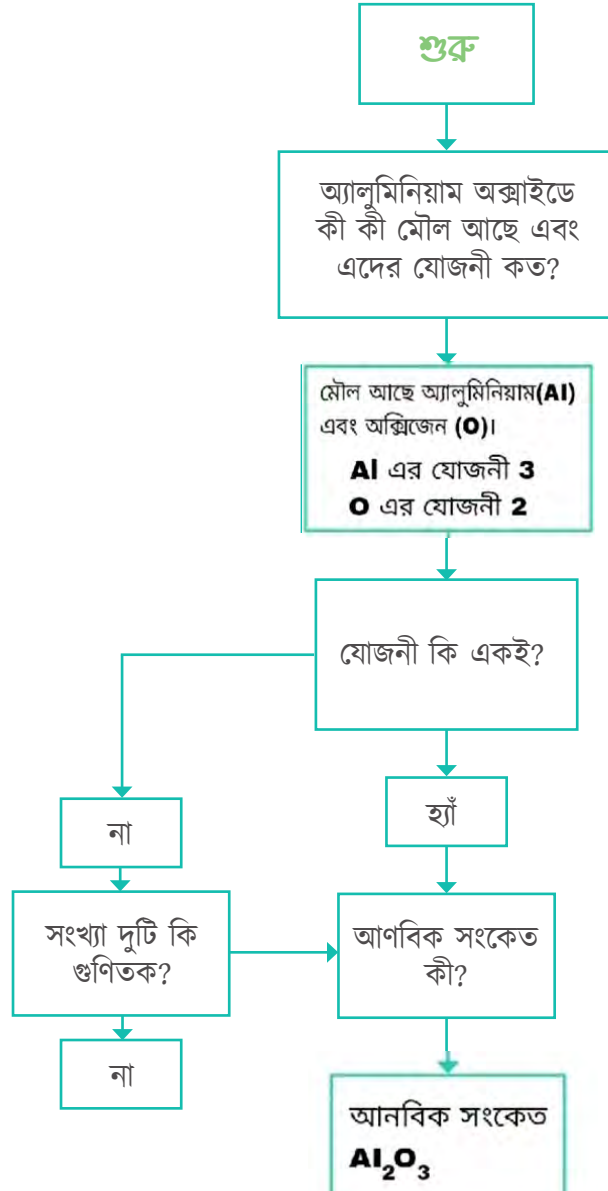 শুরু
অ্যালুমিনিয়াম অক্সাইডে
কী কী মৌল আছে এবং
এদের যোজনী কত?
মৌল আছে অ্যালুমিনিয়াম(Al)
এবং অক্সিজেন (O)।
Al এর যোজনী 3
O এর যোজনী 2
যোজনী কি একই?
না
হ্যাঁ
সংখ্যা দুটি কি
গুণিতক?
আণবিক সংকেত
কী?
না
আনবিক সংকেত
Al₂O₃